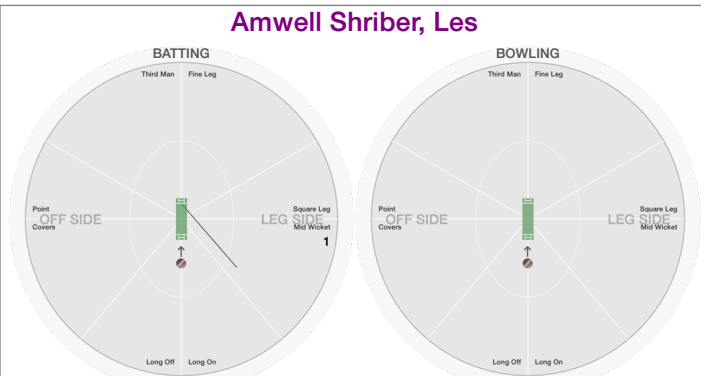 Amwell Shriber, Les
BATTING
Third Man Fine Leg
Point
OFF SIDE
Covers
Square Leg
LEG SIDE
Mid Wicket
1
Long Off Long On
BOWLING
Third Man Fine Leg
Point
OFF SIDE
Covers
Square Leg
LEG SIDE
Mid Wicket
Long Off Long On